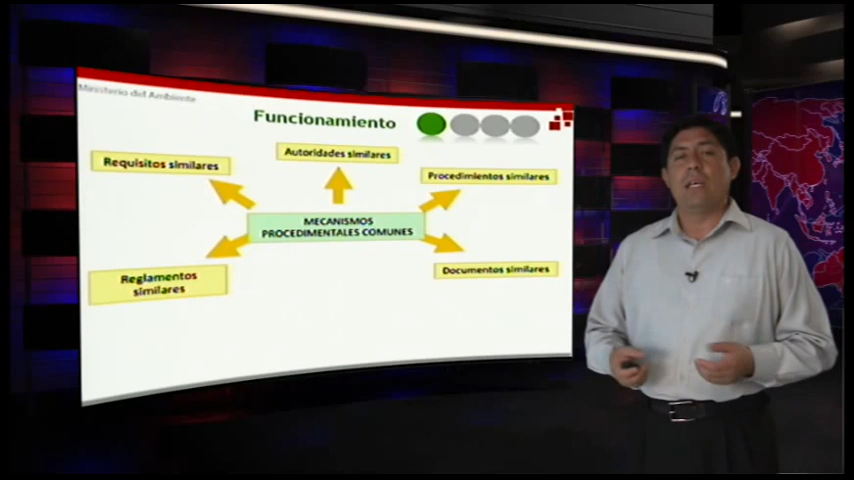 Ministerio del Ambiente
Funcionamiento
Requisitos similares
Autoridades similares
Procedimientos similares
MECANISMOS
PROCEDIMENTALES COMUNES
Reglamentos
similares
Documentos similares